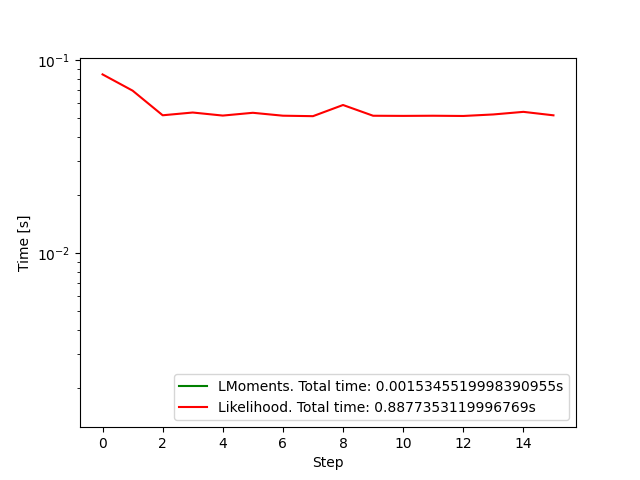 10⁻¹
10⁻²
Time [s]
LMoments. Total time: 0.0015345519998390955s
Likelihood. Total time: 0.8877353119996769s
0 2 4 6 8 10 12 14
Step